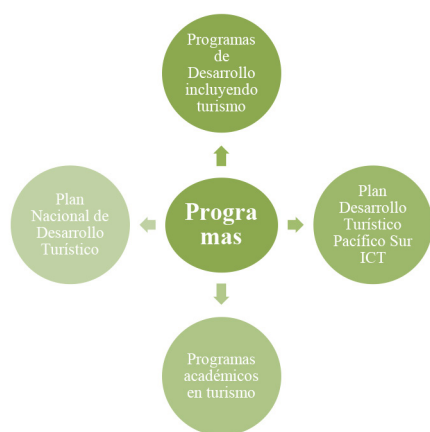 Programas
de
Desarrollo
incluyendo
turismo
Plan
Nacional de
Desarrollo
Turístico
Progra
mas
Plan
Desarrollo
Turístico
Pacífico Sur
ICT
Programas
académicos
en turismo